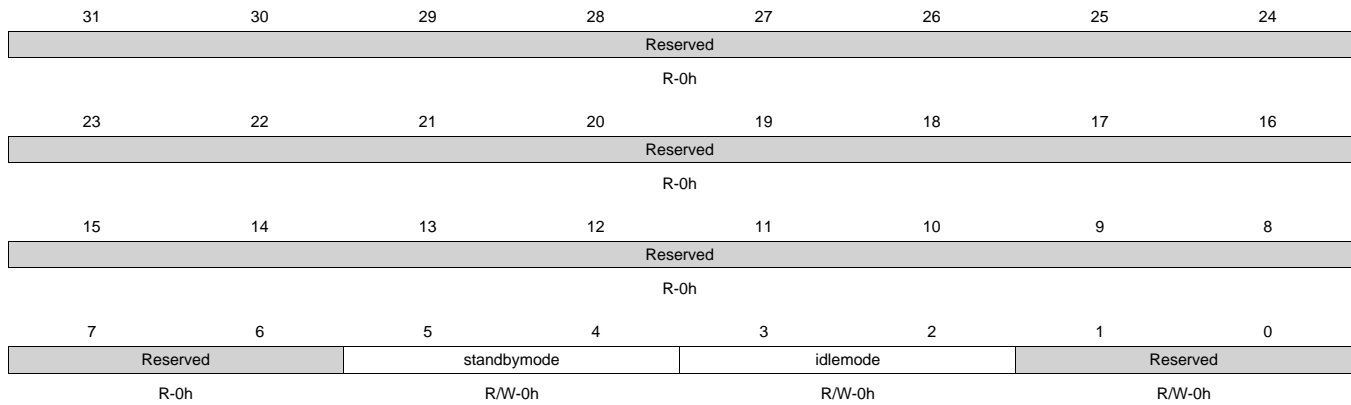 31 30 29 28 27 26 25 24
Reserved
R-0h
23 22 21 20 19 18 17 16
Reserved
R-0h
15 14 13 12 11 10 9 8
Reserved
R-0h
7 6 5 4 3 2 1 0
Reserved standbymode idlemode Reserved
R-0h R/W-0h R/W-0h R/W-0h